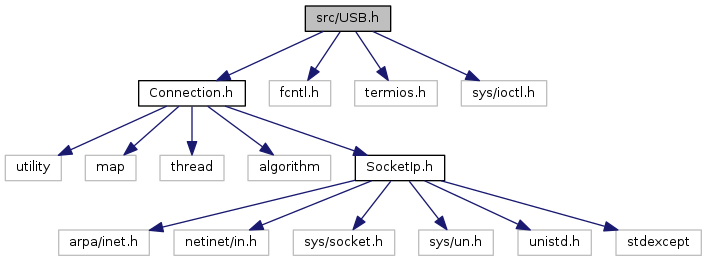 src/USB.h
Connection.h
fcntl.h
termios.h
sys/ioctl.h
utility
map
thread
algorithm
SocketIp.h
arpa/inet.h
netinet/in.h
sys/socket.h
sys/un.h
unistd.h
stdexcept